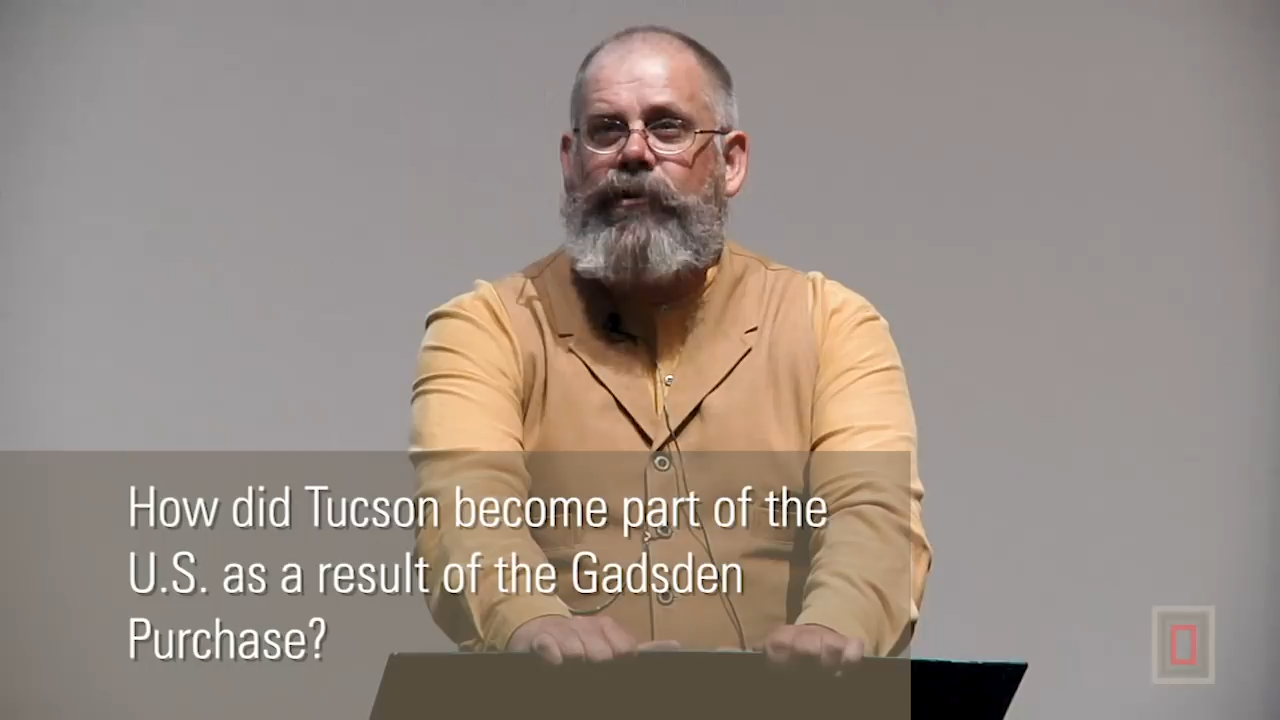 How did Tucson become part of the
U.S. as a result of the Gadsden
Purchase?